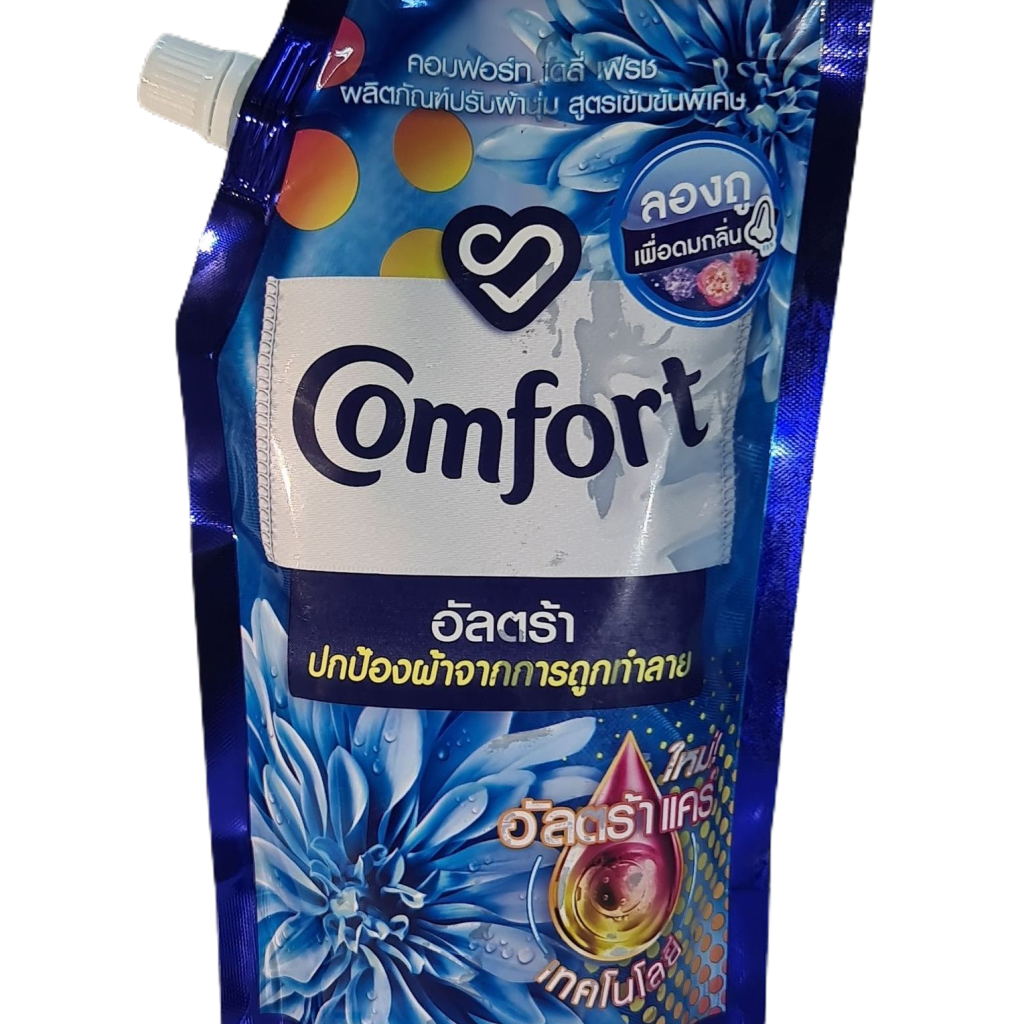 คอมฟอร์ท เดลี่ เฟรช
ผลิตภัณฑ์ปรับผ้านุ่ม สูตรเข้มข้นพิเศษ
ลองถู
เพื่อดมกลิ่น
Comfort
อัลตร้า
ปกป้องผ้าจากการถูกทำลาย
ใหม่!
อัลตร้าแคร์
เทคโนโลยี